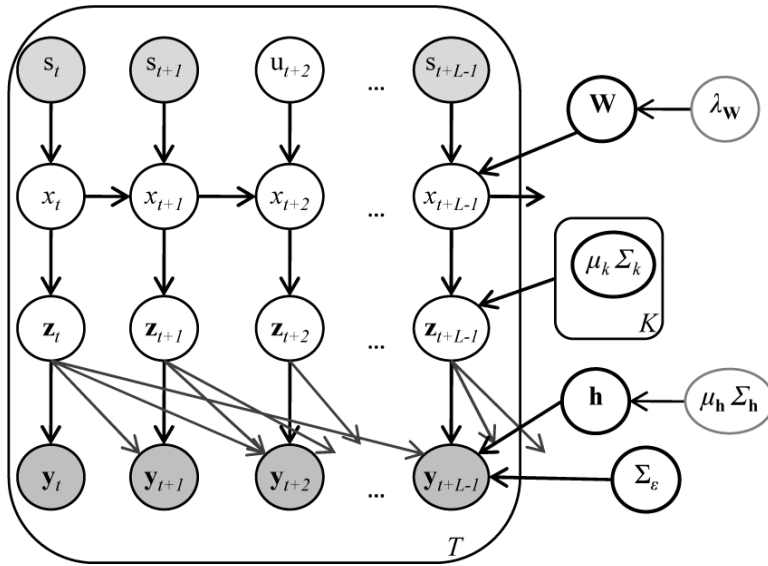 s_t s_{t+1} u_{t+2} ... s_{t+L-1}
W λ_W
x_t x_{t+1} x_{t+2} ... x_{t+L-1}
μ_k Σ_k
K
z_t z_{t+1} z_{t+2} ... z_{t+L-1}
h μ_h Σ_h
y_t y_{t+1} y_{t+2} ... y_{t+L-1}
Σ_ε
T